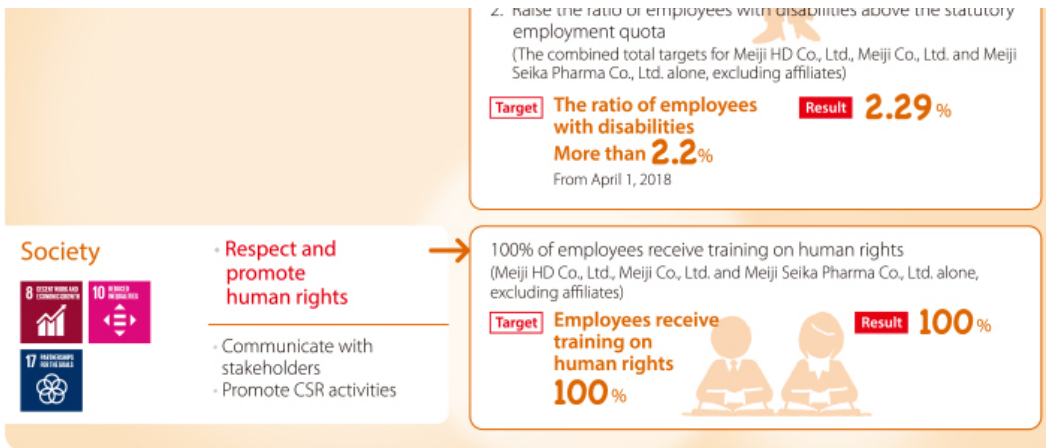 2. Raise the ratio of employees with disabilities above the statutory
employment quota
(The combined total targets for Meiji HD Co., Ltd., Meiji Co., Ltd. and Meiji
Seika Pharma Co., Ltd. alone, excluding affiliates)
Target The ratio of employees
with disabilities
More than 2.2%
From April 1, 2018
Result 2.29 %
Society
8 DECENT WORK AND
ECONOMIC GROWTH
10 REDUCED
INEQUALITIES
17 PARTNERSHIPS
FOR THE GOALS
• Respect and
promote
human rights
• Communicate with
stakeholders
• Promote CSR activities
100% of employees receive training on human rights
(Meiji HD Co., Ltd., Meiji Co., Ltd. and Meiji Seika Pharma Co., Ltd. alone,
excluding affiliates)
Target Employees receive
training on
human rights
100 %
Result 100 %